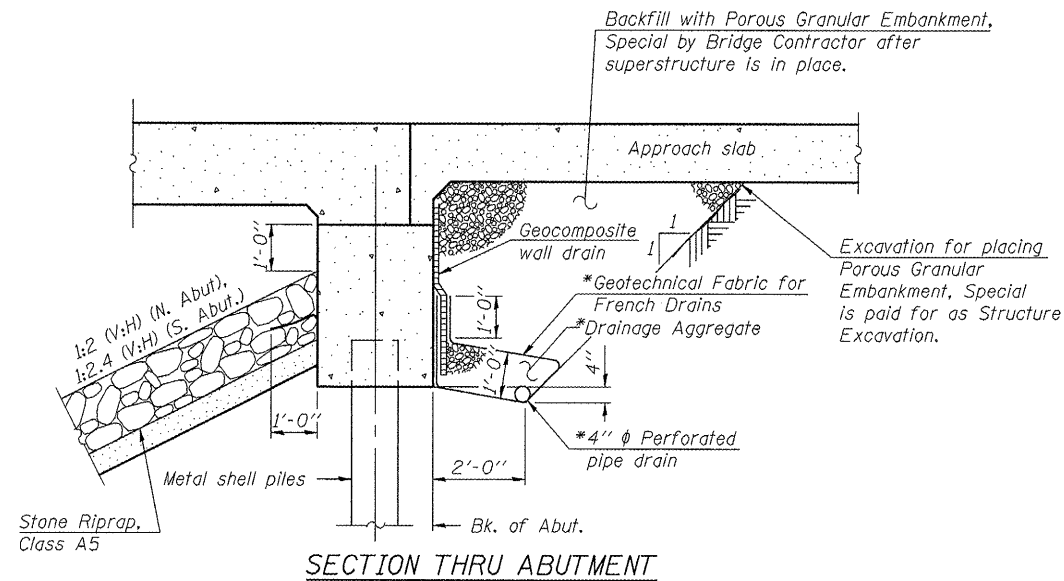 Backfill with Porous Granular Embankment,
Special by Bridge Contractor after
superstructure is in place.
Approach slab
Geocomposite
wall drain
1'-0"
1
1
Excavation for placing
Porous Granular
Embankment, Special
is paid for as Structure
Excavation.
*Geotechnical Fabric for
French Drains
*Drainage Aggregate
1:2 (V:H) (N. Abut),
1:2.4 (V:H) (S. Abut.)
1'-0"
1'-0"
4"
1'-0"
*4" ϕ Perforated
pipe drain
2'-0"
Metal shell piles
Stone Riprap,
Class A5
Bk. of Abut.
SECTION THRU ABUTMENT